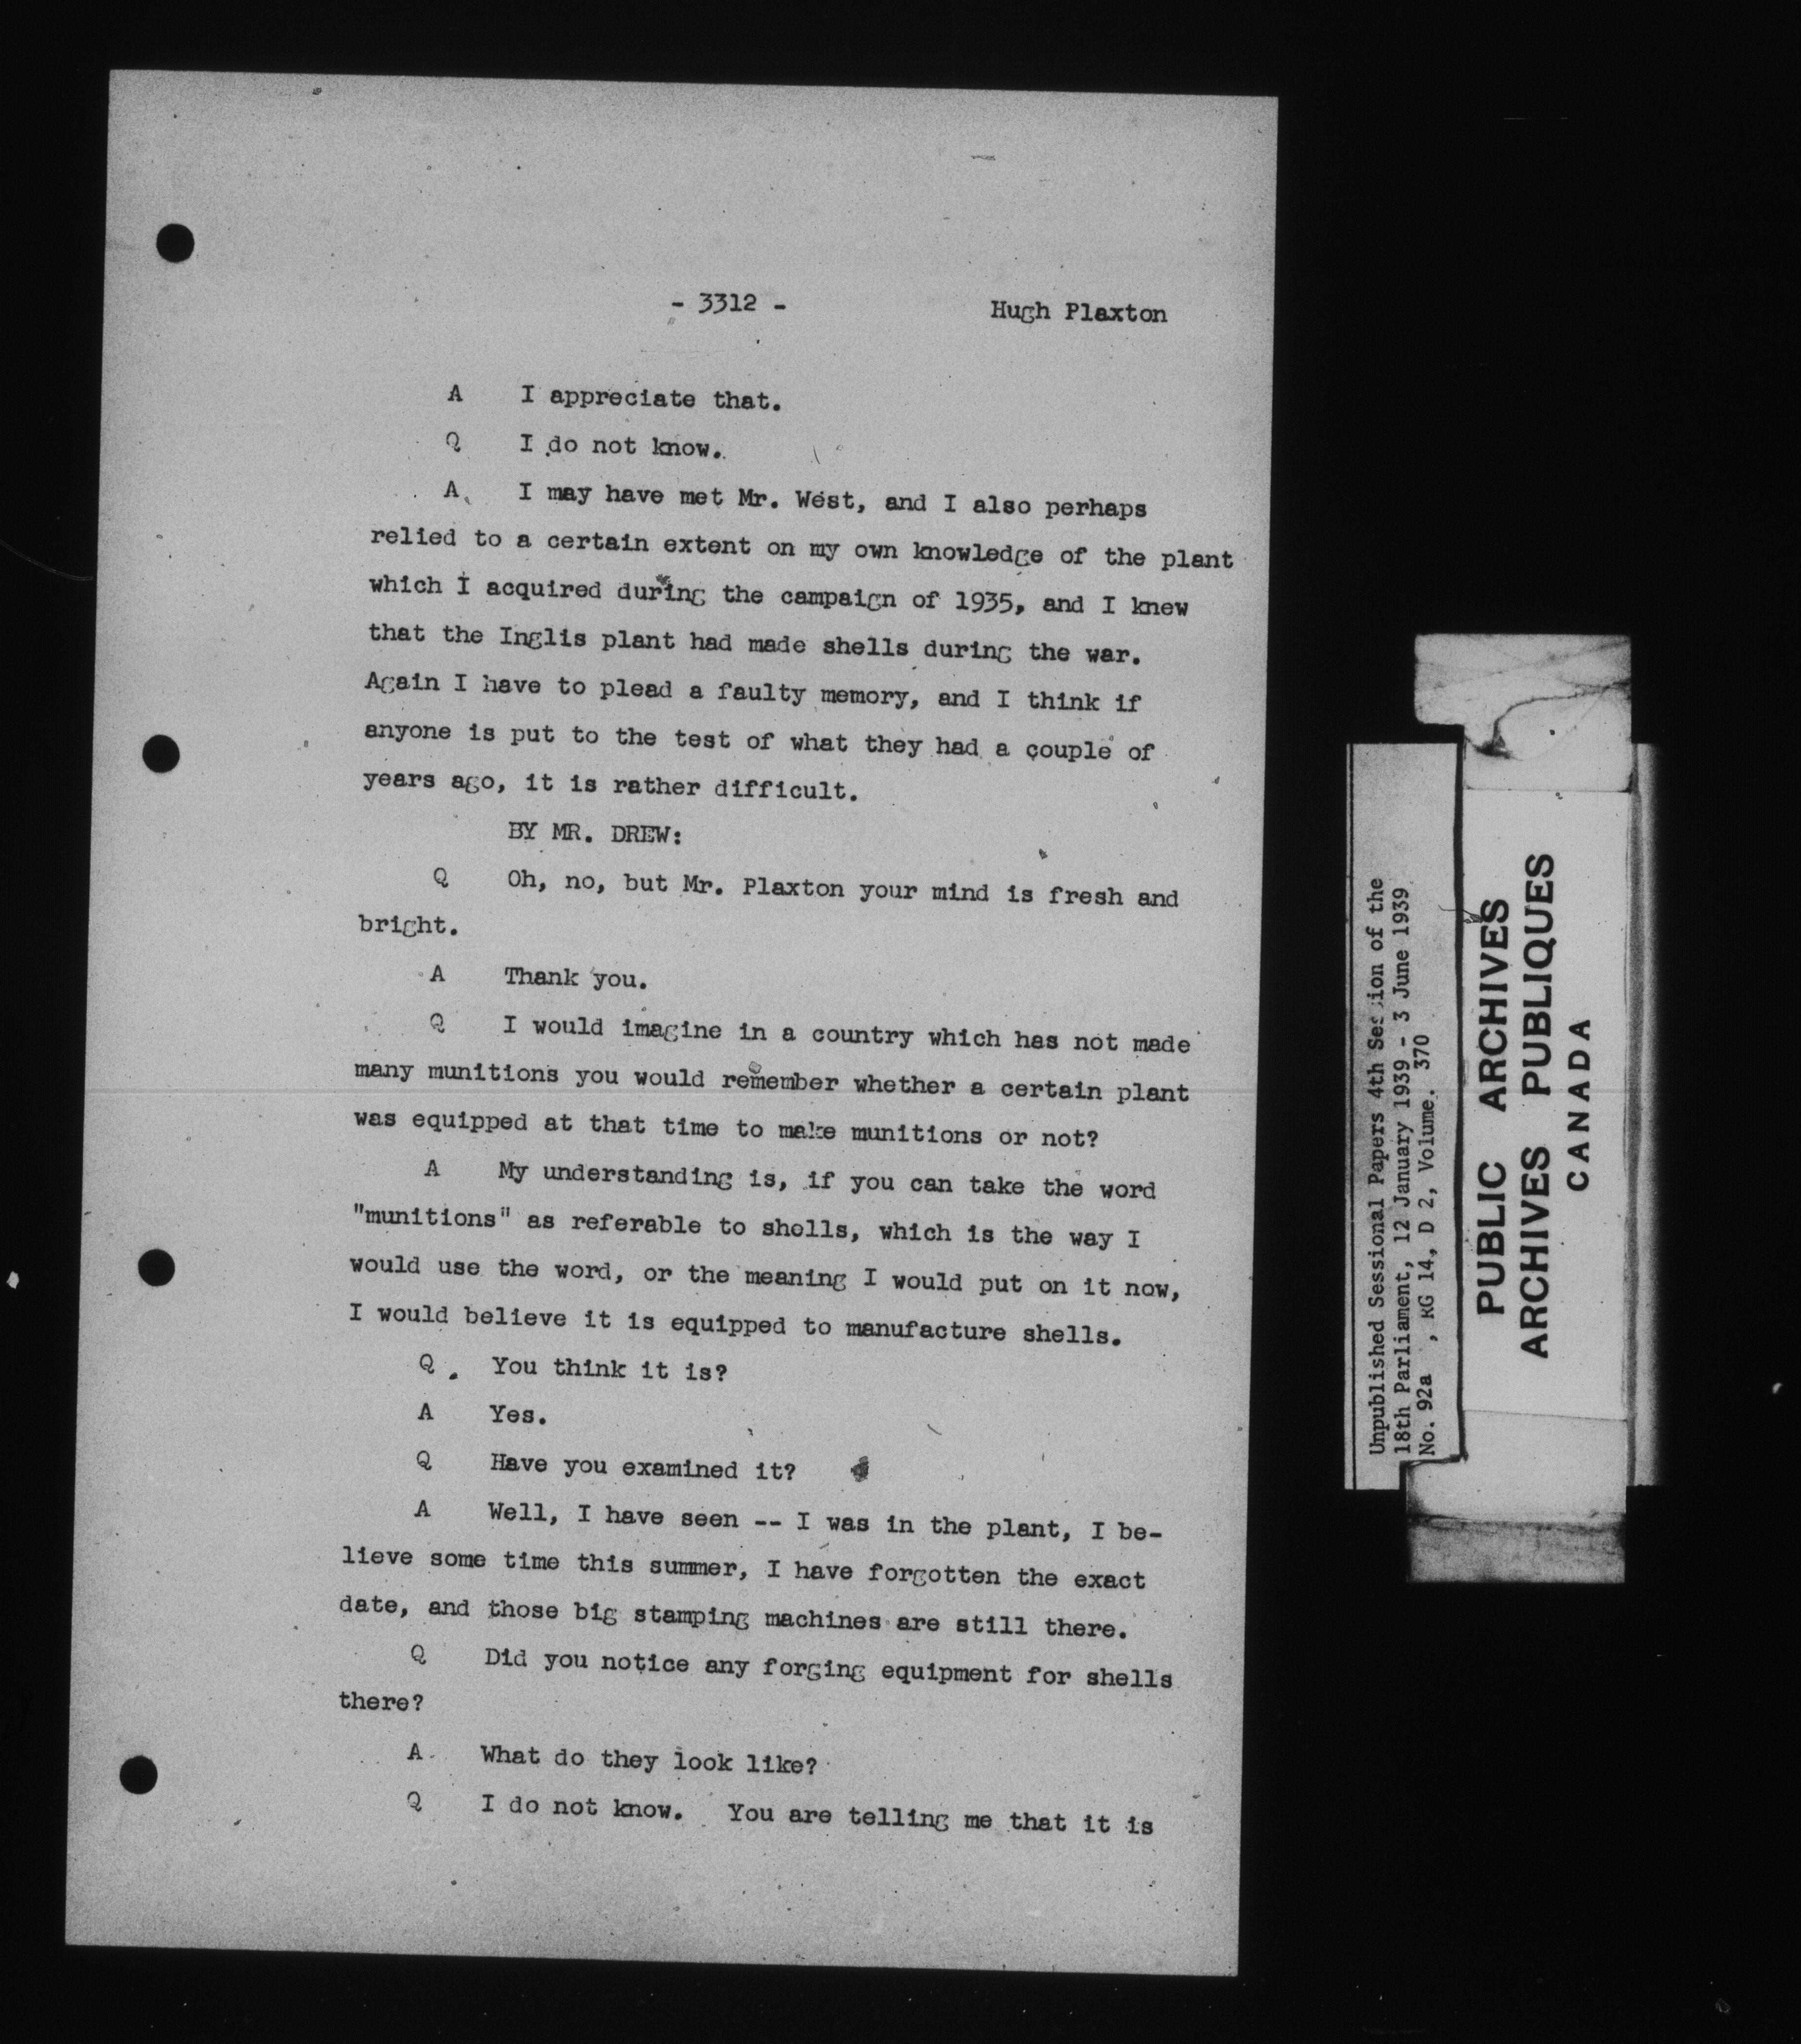 - 3312 -
Hugh Plaxton
A I appreciate that.
Q I do not know.
A I may have met Mr. West, and I also perhaps
relied to a certain extent on my own knowledge of the plant
which I acquired during the campaign of 1935, and I knew
that the Inglis plant had made shells during the war.
Again I have to plead a faulty memory, and I think if
anyone is put to the test of what they had a couple of
years ago, it is rather difficult.
BY MR. DREW:
Q Oh, no, but Mr. Plaxton your mind is fresh and
bright.
A Thank you.
Q I would imagine in a country which has not made
many munitions you would remember whether a certain plant
was equipped at that time to make munitions or not?
A My understanding is, if you can take the word
"munitions" as referable to shells, which is the way I
would use the word, or the meaning I would put on it now,
I would believe it is equipped to manufacture shells.
Q You think it is?
A Yes.
Q Have you examined it?
A Well, I have seen -- I was in the plant, I be-
lieve some time this summer, I have forgotten the exact
date, and those big stamping machines are still there.
Q Did you notice any forging equipment for shells
there?
A What do they look like?
Q I do not know. You are telling me that it is
Unpublished Sessional Papers 4th Session of the
18th Parliament, 12 January 1939 - 3 June 1939
No. 92a , RG 14, D 2, Volume. 370
PUBLIC ARCHIVES
ARCHIVES PUBLIQUES
CANADA